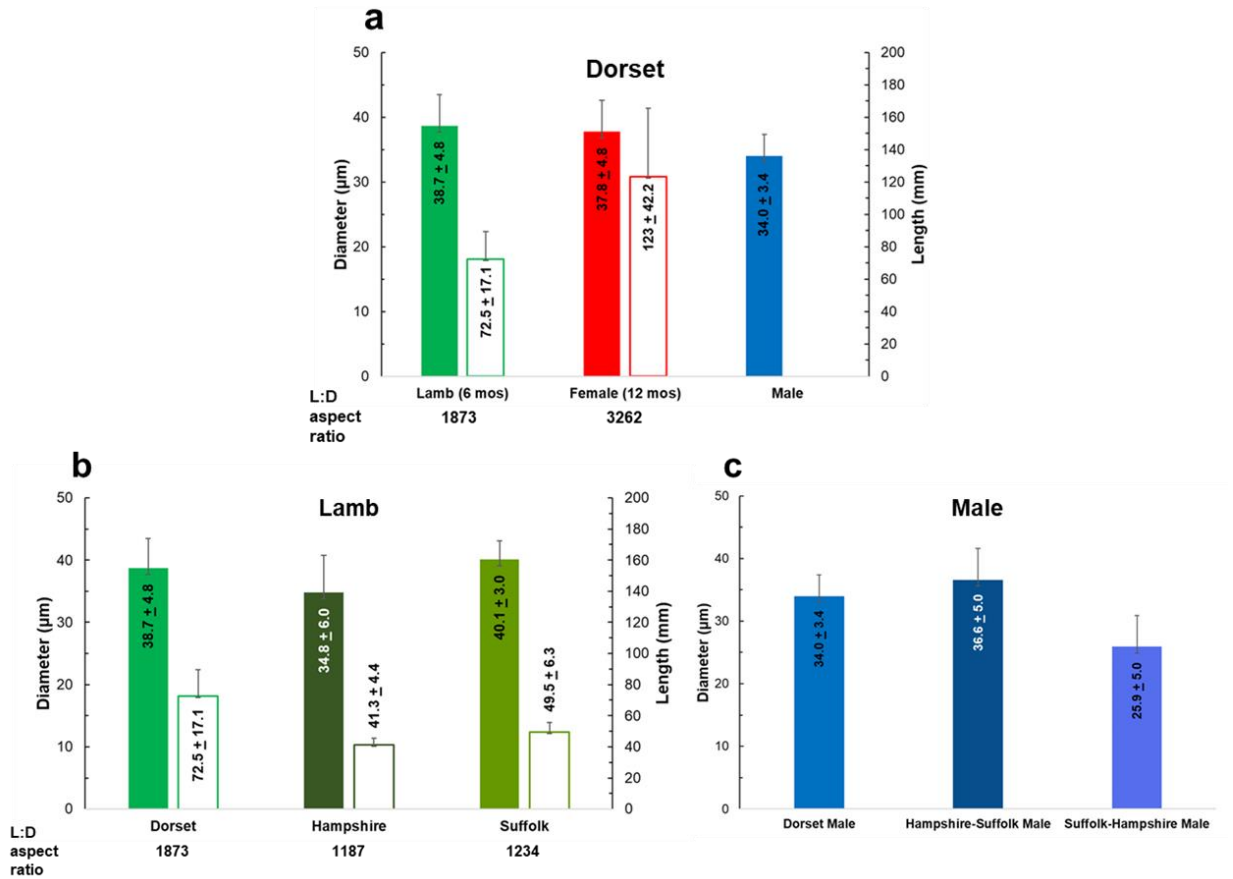 a
Dorset
Diameter (µm)
50
40
30
20
10
0
Length (mm)
200
180
160
140
120
100
80
60
40
20
0
38.7 ± 4.8
72.5 ± 17.1
37.8 ± 4.8
123 ± 42.2
34.0 ± 3.4
Lamb (6 mos) Female (12 mos) Male
L:D
aspect
ratio
1873 3262
b
Lamb
Diameter (µm)
50
40
30
20
10
0
Length (mm)
200
180
160
140
120
100
80
60
40
20
0
38.7 ± 4.8
72.5 ± 17.1
34.8 ± 6.0
41.3 ± 4.4
40.1 ± 3.0
49.5 ± 6.3
Dorset Hampshire Suffolk
L:D
aspect
ratio
1873 1187 1234
c
Male
Diameter (µm)
50
40
30
20
10
0
34.0 ± 3.4
36.6 ± 5.0
25.9 ± 5.0
Dorset Male Hampshire-Suffolk Male Suffolk-Hampshire Male